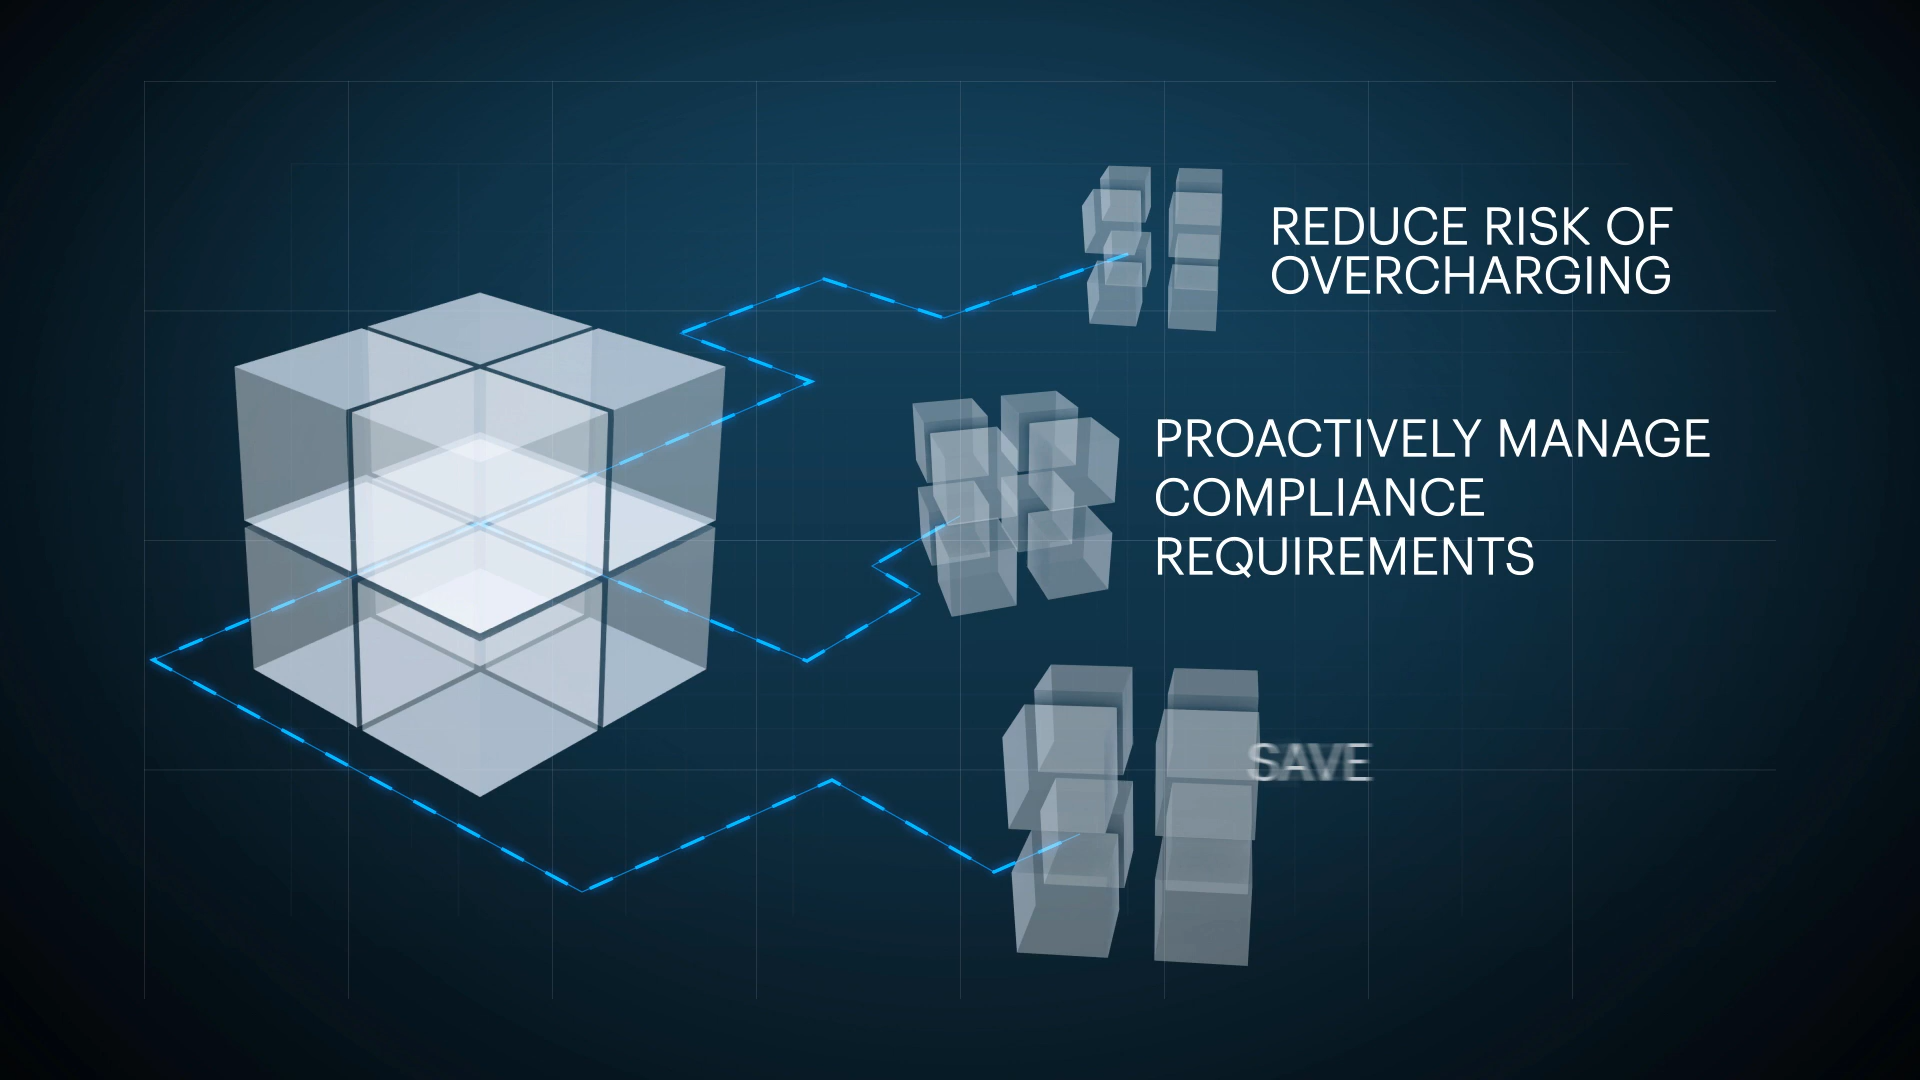 REDUCE RISK OF
OVERCHARGING
PROACTIVELY MANAGE
COMPLIANCE
REQUIREMENTS
SAVE